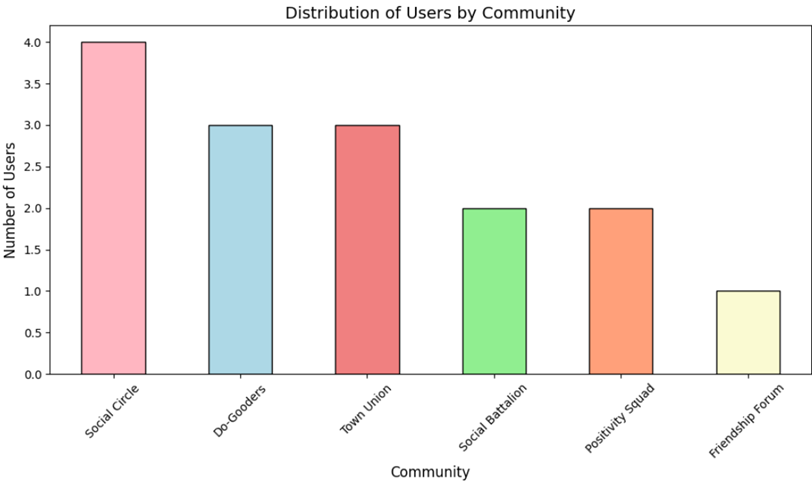 Distribution of Users by Community
Number of Users
4.0
3.5
3.0
2.5
2.0
1.5
1.0
0.5
0.0
Social Circle
Do-Gooders
Town Union
Social Battalion
Positivity Squad
Friendship Forum
Community